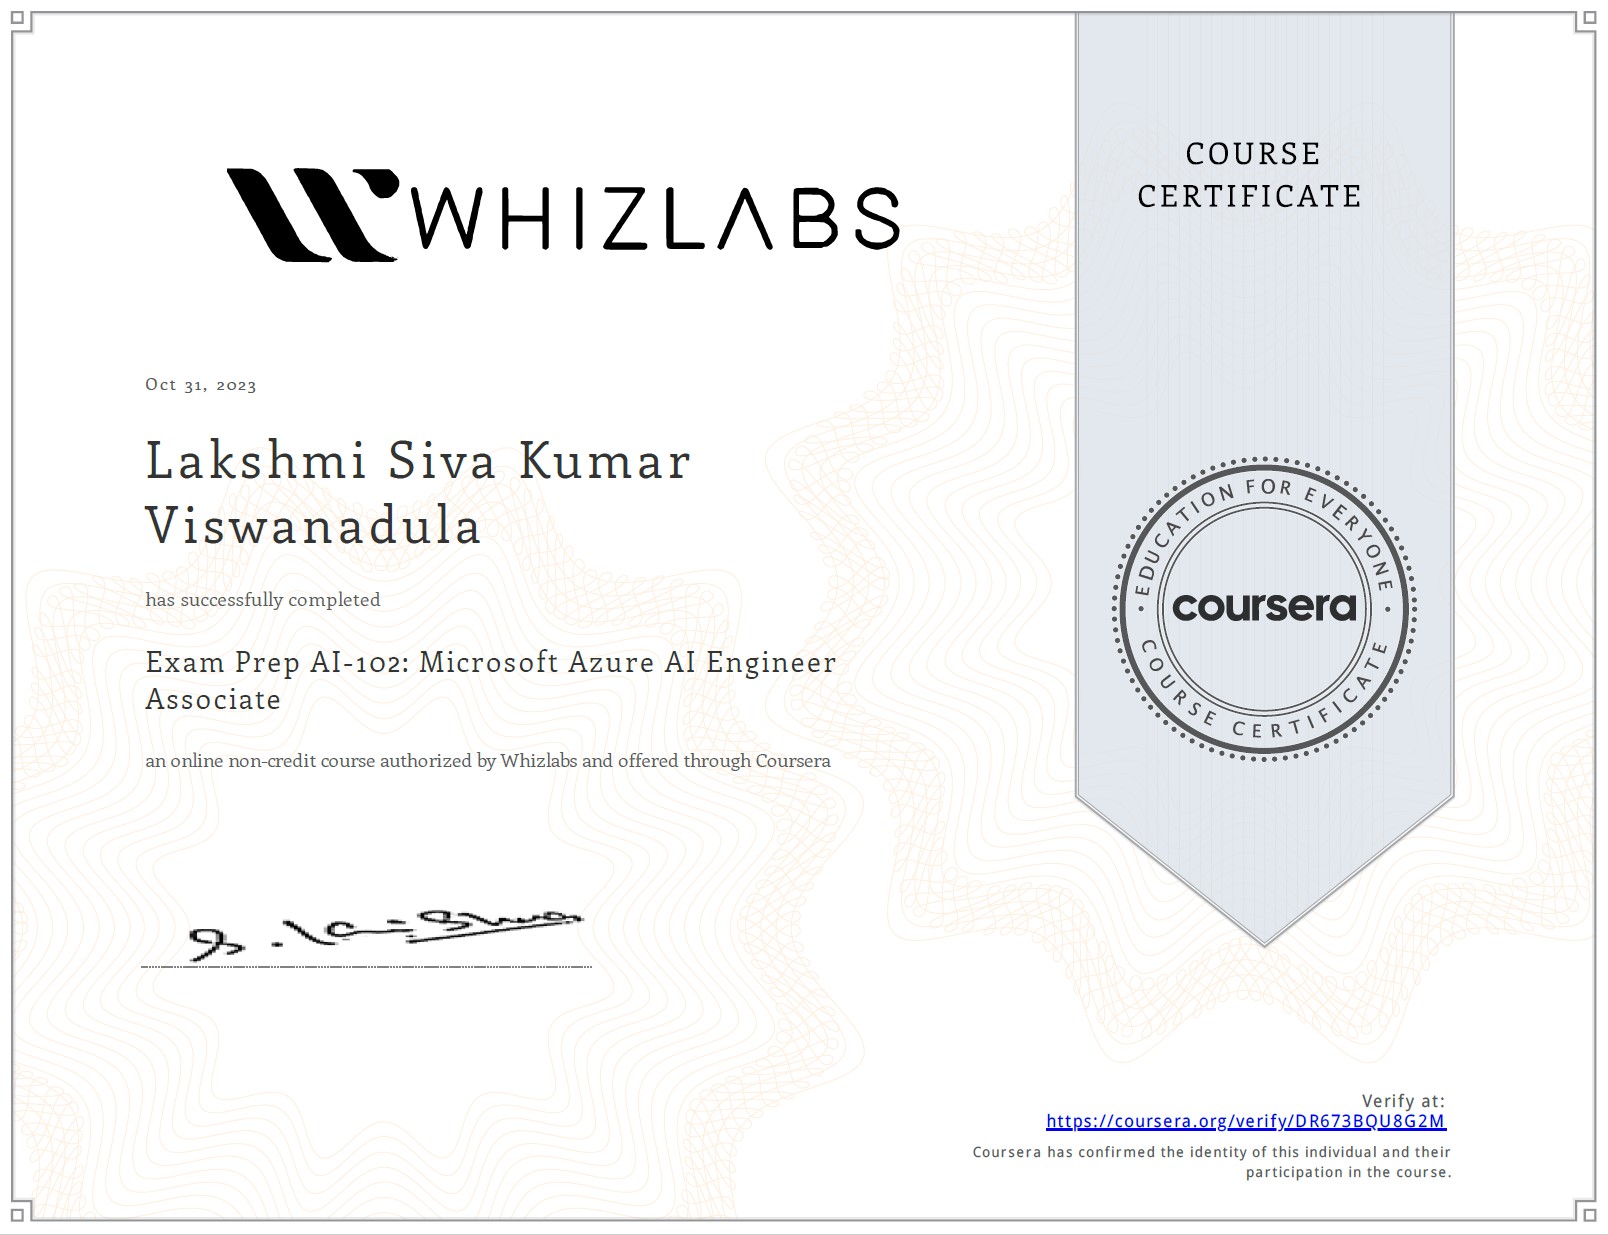 WHIZLABS
COURSE
CERTIFICATE
Oct 31, 2023
Lakshmi Siva Kumar
Viswanadula
has successfully completed
Exam Prep AI-102: Microsoft Azure AI Engineer
Associate
an online non-credit course authorized by Whizlabs and offered through Coursera
• EDUCATION FOR EVERYONE •
coursera
COURSE CERTIFICATE
Verify at:
https://coursera.org/verify/DR673BQU8G2M
Coursera has confirmed the identity of this individual and their
participation in the course.